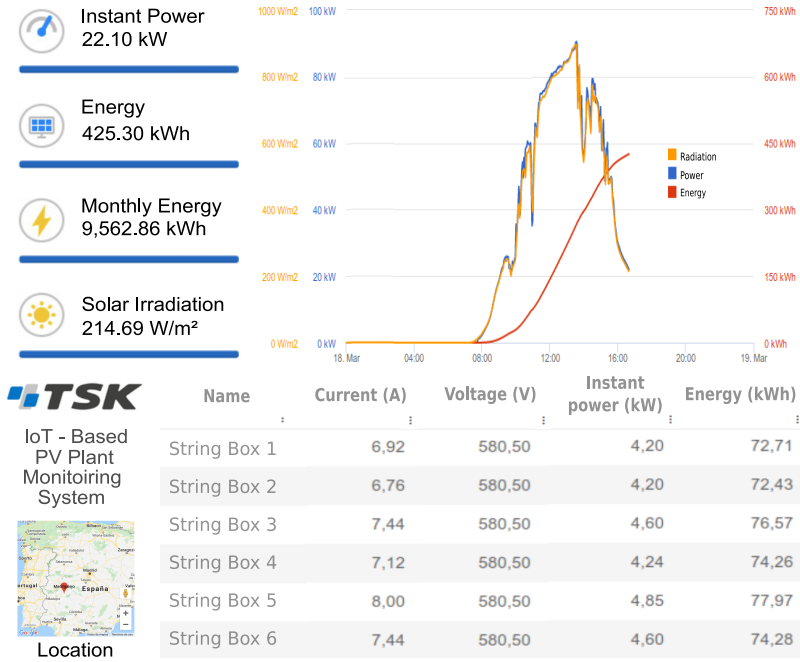 Instant Power
22.10 kW
Energy
425.30 kWh
Monthly Energy
9,562.86 kWh
Solar Irradiation
214.69 W/m²
1000 W/m2 100 kW 750 kWh
800 W/m2 80 kW 600 kWh
600 W/m2 60 kW 450 kWh
400 W/m2 40 kW 300 kWh
200 W/m2 20 kW 150 kWh
0 W/m2 0 kW 0 kWh
Radiation
Power
Energy
18. Mar 04:00 08:00 12:00 16:00 20:00 19. Mar
TSK
IoT - Based
PV Plant
Monitoiring
System
España
Location
Name Current (A) Voltage (V) Instant power (kW) Energy (kWh)
String Box 1 6,92 580,50 4,20 72,71
String Box 2 6,76 580,50 4,20 72,43
String Box 3 7,44 580,50 4,60 76,57
String Box 4 7,12 580,50 4,24 74,26
String Box 5 8,00 580,50 4,85 77,97
String Box 6 7,44 580,50 4,60 74,28